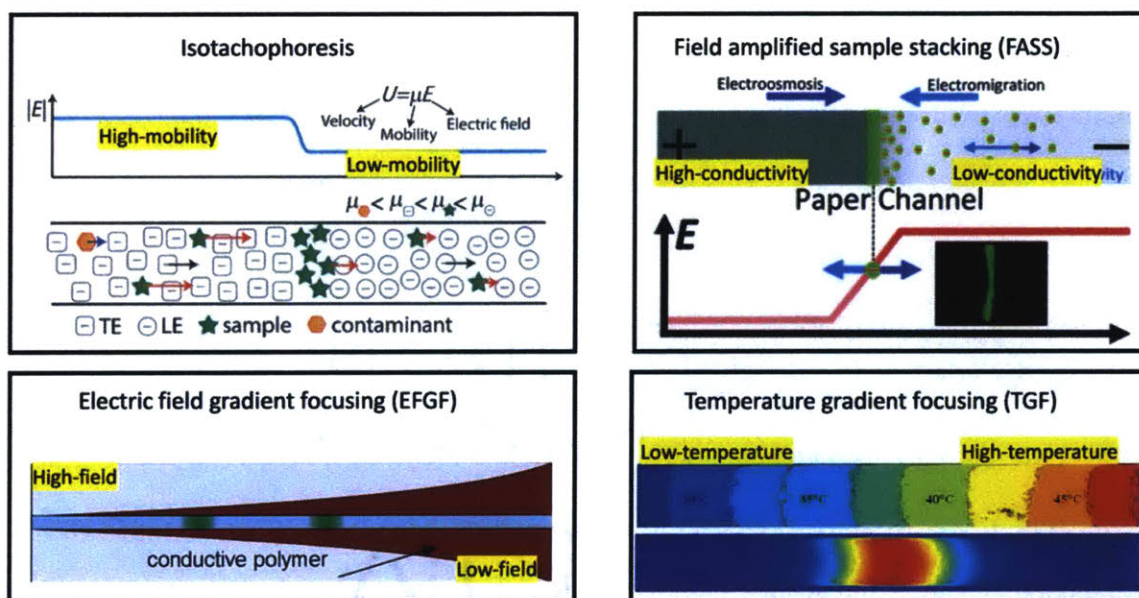 Isotachophoresis
|E|
High-mobility
U=μE
Velocity
Mobility
Electric field
Low-mobility
μ < μ < μ < μ
TE LE sample contaminant
Field amplified sample stacking (FASS)
Electroosmosis
Electromigration
+
−
High-conductivity
Low-conductivity
Paper Channel
E
Electric field gradient focusing (EFGF)
High-field
conductive polymer
Low-field
Temperature gradient focusing (TGF)
Low-temperature
High-temperature
40°C
45°C